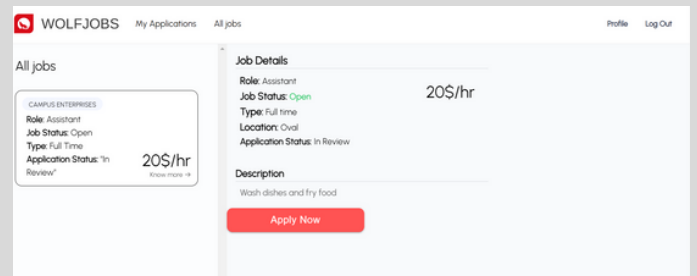 WOLFJOBS My Applications All jobs Profile Log Out
All jobs
CAMPUS ENTERPRISES
Role: Assistant
Job Status: Open
Type: Full Time
Application Status: "In
Review"
20$/hr
Know more →
Job Details
Role: Assistant
Job Status: Open
Type: Full time
Location: Oval
Application Status: In Review
20$/hr
Description
Wash dishes and fry food
Apply Now